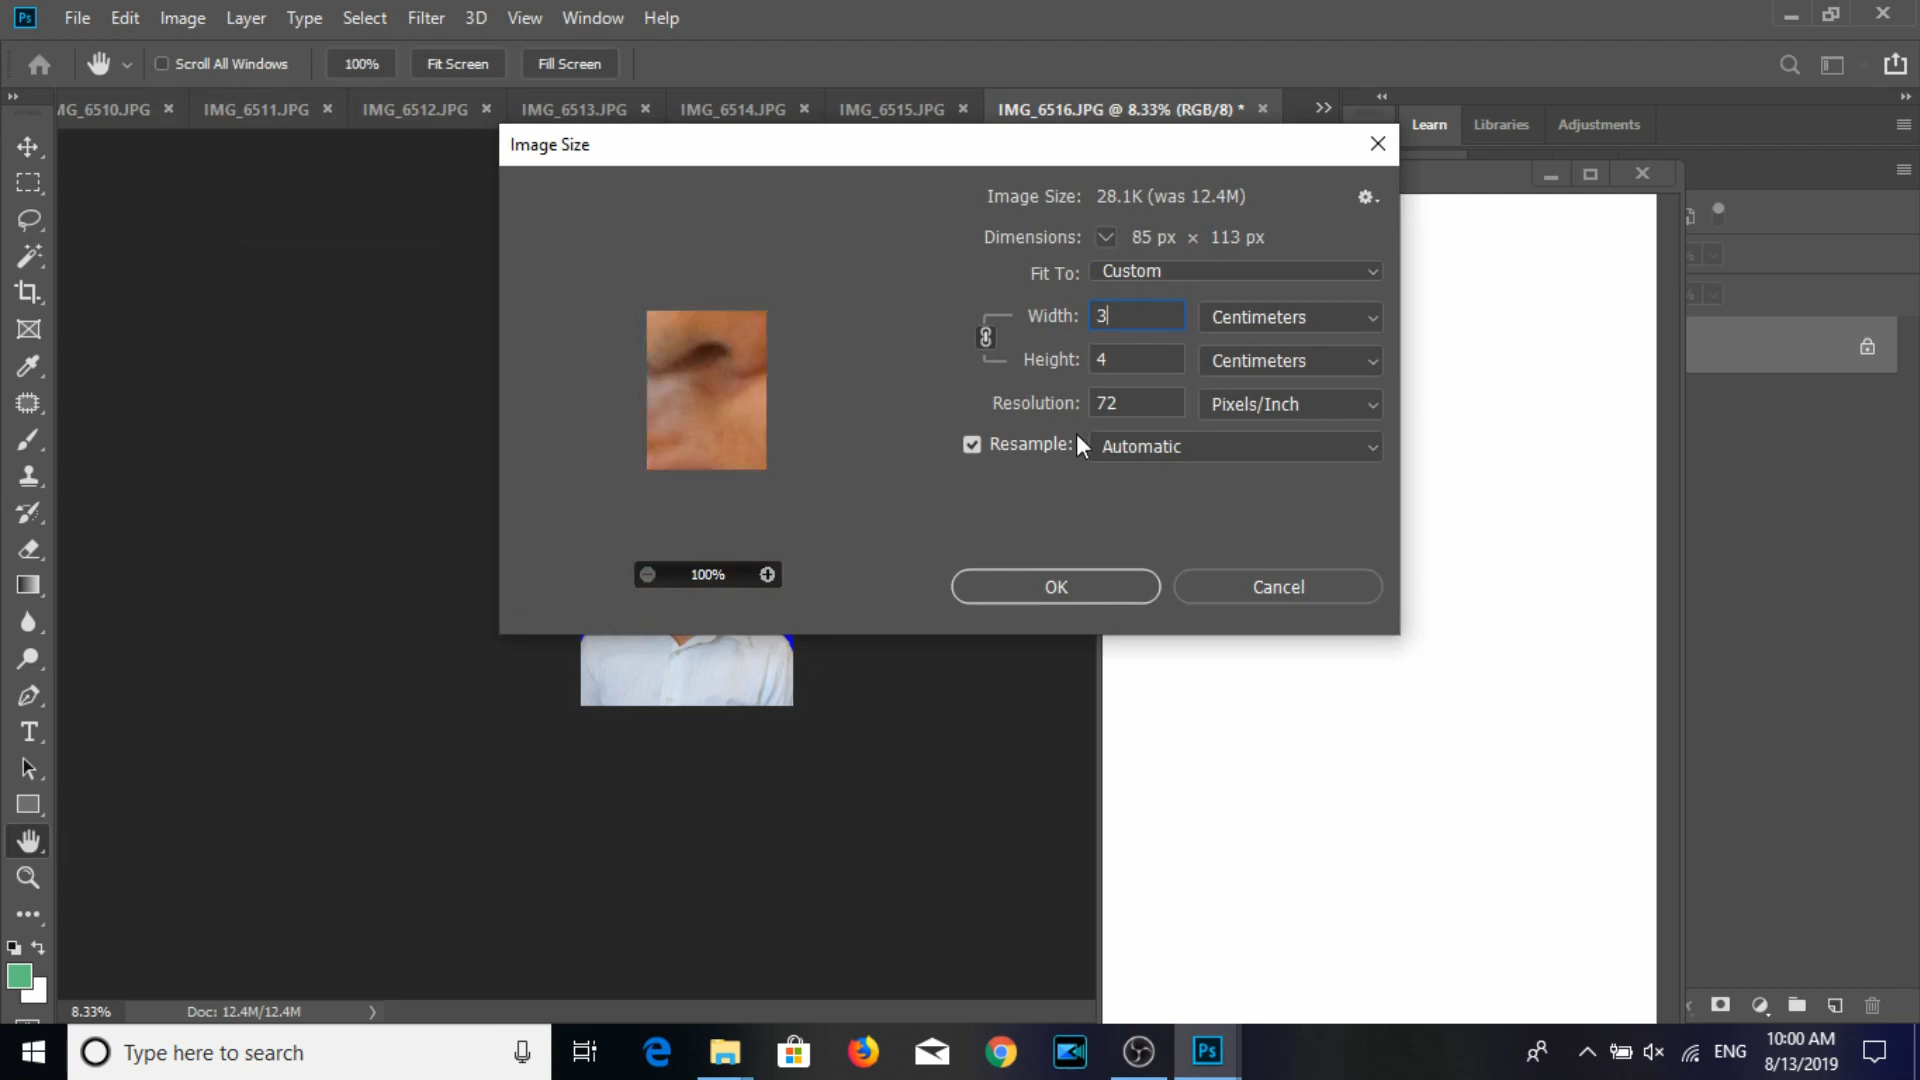 Ps File Edit Image Layer Type Select Filter 3D View Window Help
Scroll All Windows 100% Fit Screen Fill Screen
MG_6510.JPG × IMG_6511.JPG × IMG_6512.JPG × IMG_6513.JPG × IMG_6514.JPG × IMG_6515.JPG × IMG_6516.JPG @ 8.33% (RGB/8) * ×
Learn Libraries Adjustments
Image Size
Image Size: 28.1K (was 12.4M)
Dimensions: 85 px × 113 px
Fit To: Custom
Width: 3 Centimeters
Height: 4 Centimeters
Resolution: 72 Pixels/Inch
Resample: Automatic
100%
OK Cancel
8.33% Doc: 12.4M/12.4M
Type here to search
Ps
ENG
10:00 AM
8/13/2019